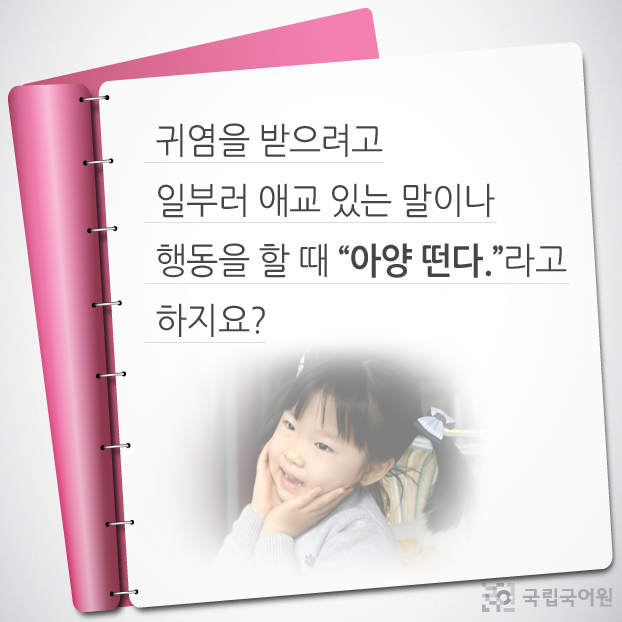 귀염을 받으려고
일부러 애교 있는 말이나
행동을 할 때 “아양 떤다.”라고
하지요?
국립국어원